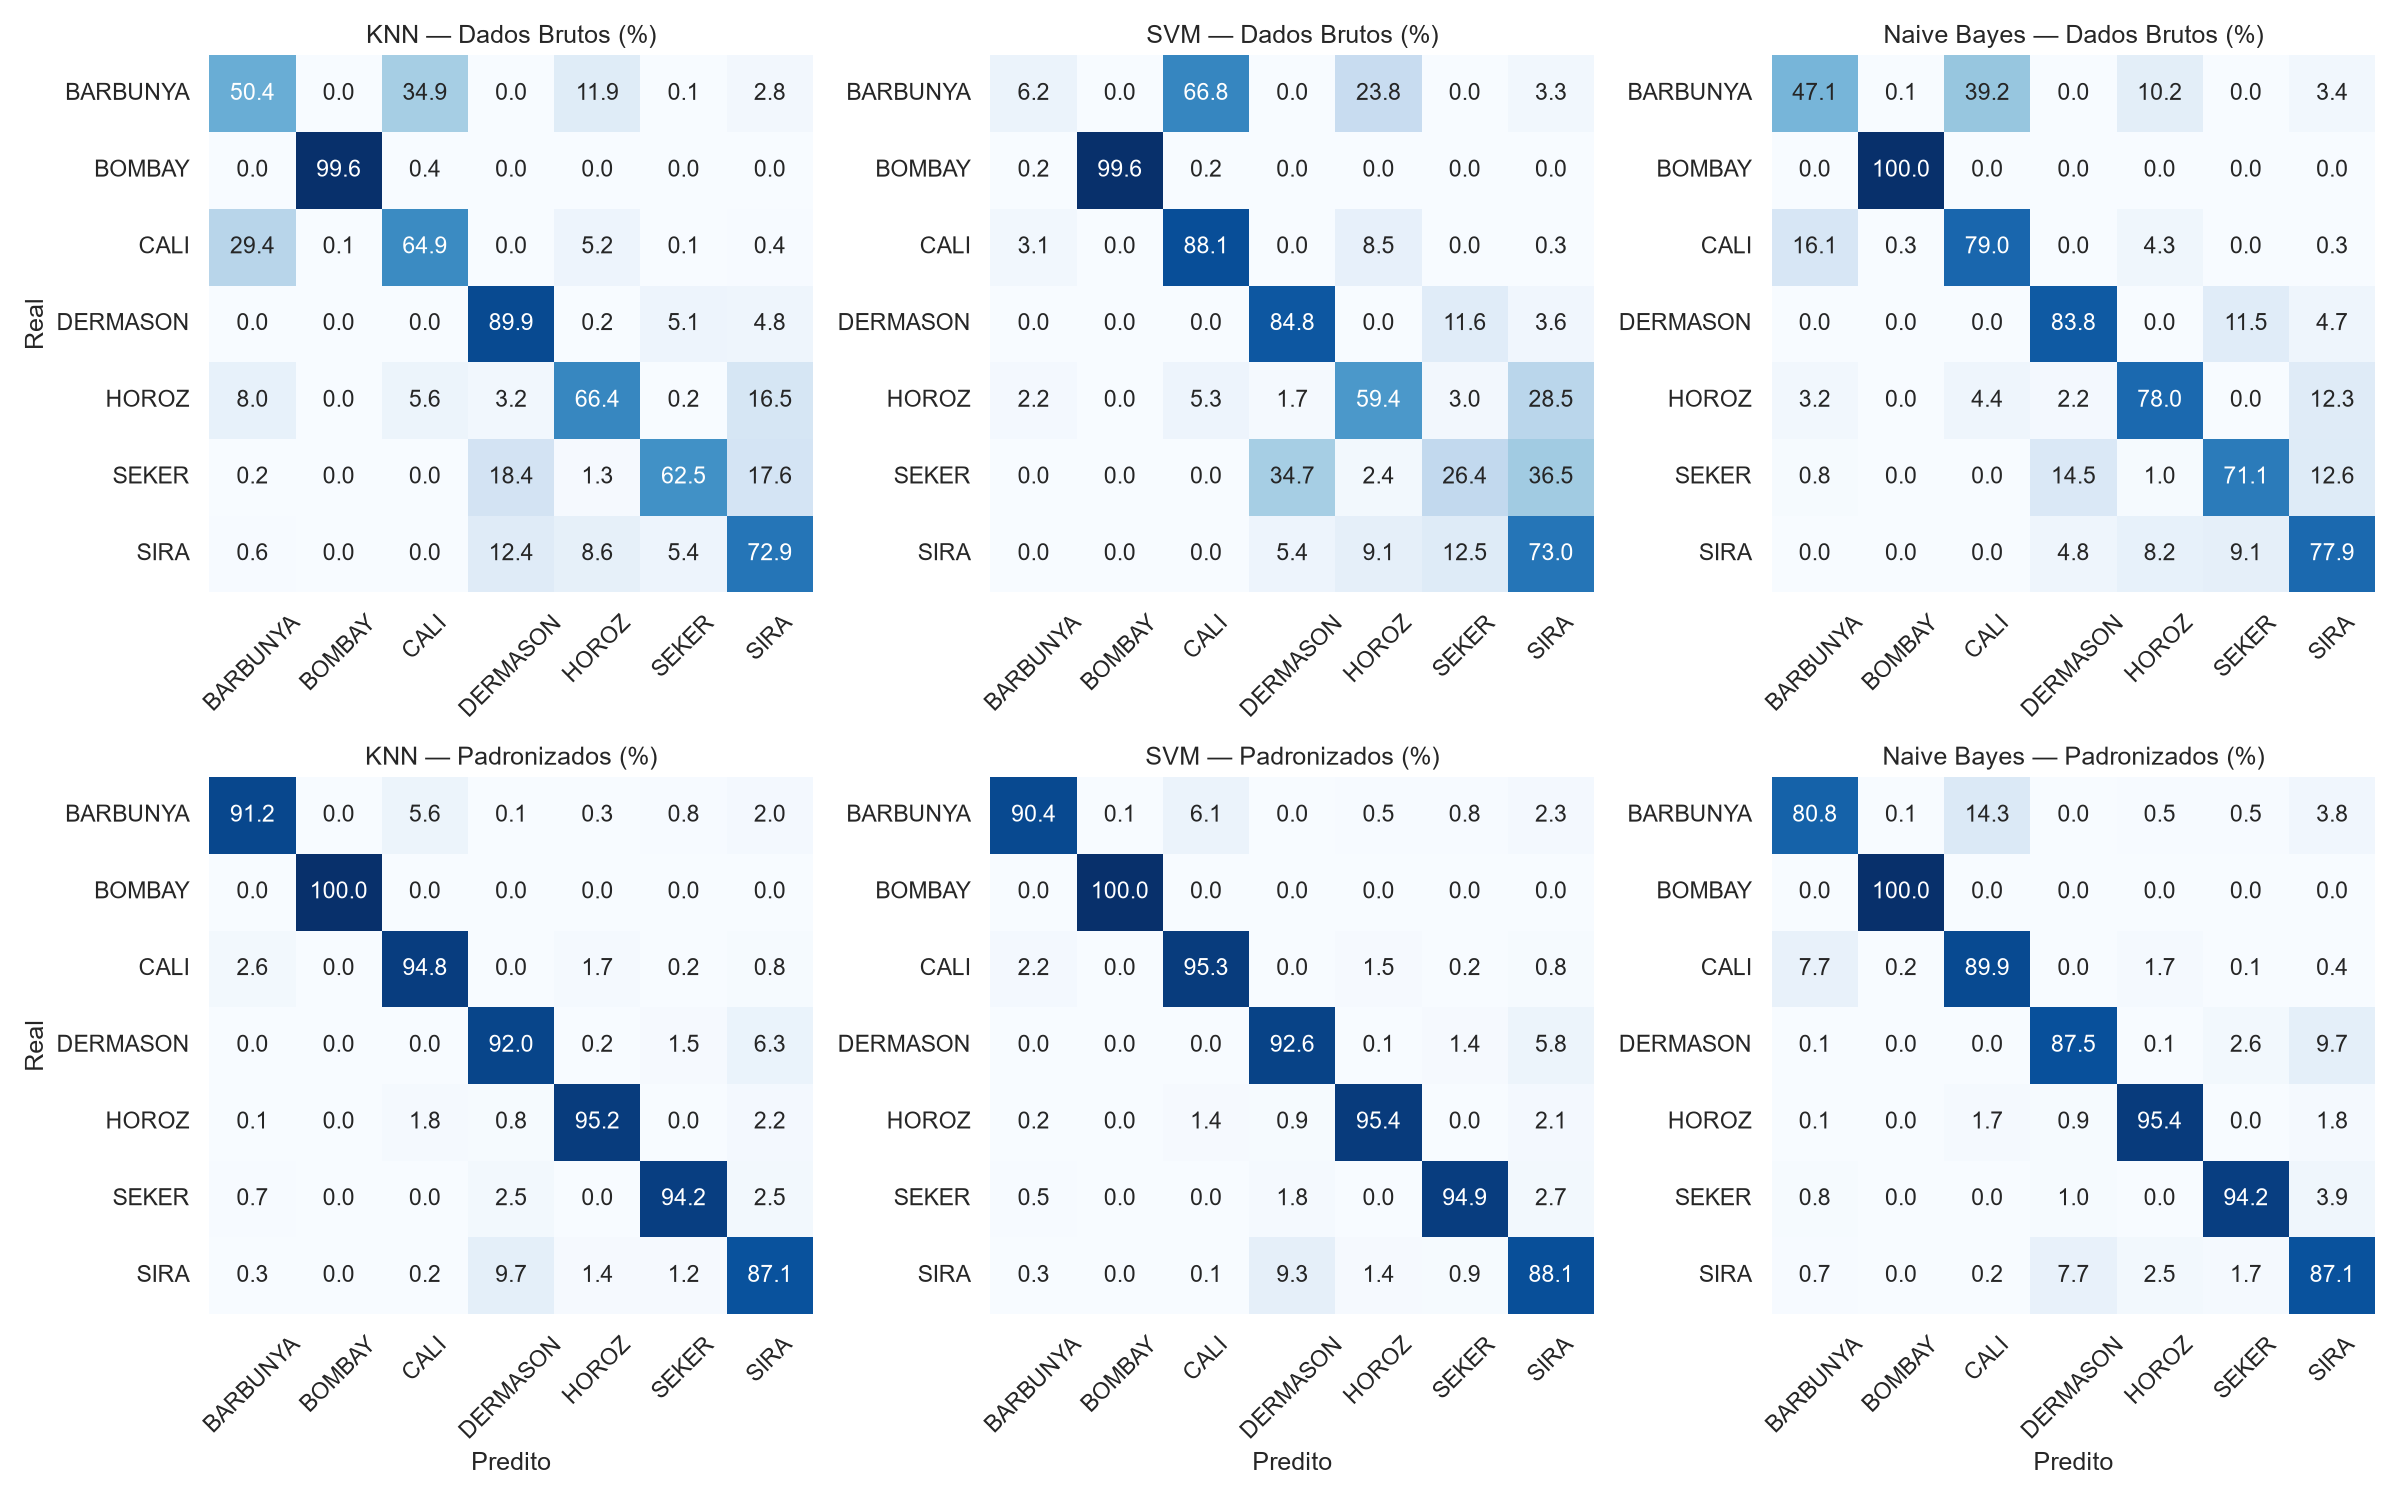 KNN — Dados Brutos (%)
BARBUNYA 50.4 0.0 34.9 0.0 11.9 0.1 2.8
BOMBAY 0.0 99.6 0.4 0.0 0.0 0.0 0.0
CALI 29.4 0.1 64.9 0.0 5.2 0.1 0.4
DERMASON 0.0 0.0 0.0 89.9 0.2 5.1 4.8
HOROZ 8.0 0.0 5.6 3.2 66.4 0.2 16.5
SEKER 0.2 0.0 0.0 18.4 1.3 62.5 17.6
SIRA 0.6 0.0 0.0 12.4 8.6 5.4 72.9
Real
BARBUNYA BOMBAY CALI DERMASON HOROZ SEKER SIRA
SVM — Dados Brutos (%)
BARBUNYA 6.2 0.0 66.8 0.0 23.8 0.0 3.3
BOMBAY 0.2 99.6 0.2 0.0 0.0 0.0 0.0
CALI 3.1 0.0 88.1 0.0 8.5 0.0 0.3
DERMASON 0.0 0.0 0.0 84.8 0.0 11.6 3.6
HOROZ 2.2 0.0 5.3 1.7 59.4 3.0 28.5
SEKER 0.0 0.0 0.0 34.7 2.4 26.4 36.5
SIRA 0.0 0.0 0.0 5.4 9.1 12.5 73.0
BARBUNYA BOMBAY CALI DERMASON HOROZ SEKER SIRA
Naive Bayes — Dados Brutos (%)
BARBUNYA 47.1 0.1 39.2 0.0 10.2 0.0 3.4
BOMBAY 0.0 100.0 0.0 0.0 0.0 0.0 0.0
CALI 16.1 0.3 79.0 0.0 4.3 0.0 0.3
DERMASON 0.0 0.0 0.0 83.8 0.0 11.5 4.7
HOROZ 3.2 0.0 4.4 2.2 78.0 0.0 12.3
SEKER 0.8 0.0 0.0 14.5 1.0 71.1 12.6
SIRA 0.0 0.0 0.0 4.8 8.2 9.1 77.9
BARBUNYA BOMBAY CALI DERMASON HOROZ SEKER SIRA
KNN — Padronizados (%)
BARBUNYA 91.2 0.0 5.6 0.1 0.3 0.8 2.0
BOMBAY 0.0 100.0 0.0 0.0 0.0 0.0 0.0
CALI 2.6 0.0 94.8 0.0 1.7 0.2 0.8
DERMASON 0.0 0.0 0.0 92.0 0.2 1.5 6.3
HOROZ 0.1 0.0 1.8 0.8 95.2 0.0 2.2
SEKER 0.7 0.0 0.0 2.5 0.0 94.2 2.5
SIRA 0.3 0.0 0.2 9.7 1.4 1.2 87.1
Real
BARBUNYA BOMBAY CALI DERMASON HOROZ SEKER SIRA
Predito
SVM — Padronizados (%)
BARBUNYA 90.4 0.1 6.1 0.0 0.5 0.8 2.3
BOMBAY 0.0 100.0 0.0 0.0 0.0 0.0 0.0
CALI 2.2 0.0 95.3 0.0 1.5 0.2 0.8
DERMASON 0.0 0.0 0.0 92.6 0.1 1.4 5.8
HOROZ 0.2 0.0 1.4 0.9 95.4 0.0 2.1
SEKER 0.5 0.0 0.0 1.8 0.0 94.9 2.7
SIRA 0.3 0.0 0.1 9.3 1.4 0.9 88.1
BARBUNYA BOMBAY CALI DERMASON HOROZ SEKER SIRA
Predito
Naive Bayes — Padronizados (%)
BARBUNYA 80.8 0.1 14.3 0.0 0.5 0.5 3.8
BOMBAY 0.0 100.0 0.0 0.0 0.0 0.0 0.0
CALI 7.7 0.2 89.9 0.0 1.7 0.1 0.4
DERMASON 0.1 0.0 0.0 87.5 0.1 2.6 9.7
HOROZ 0.1 0.0 1.7 0.9 95.4 0.0 1.8
SEKER 0.8 0.0 0.0 1.0 0.0 94.2 3.9
SIRA 0.7 0.0 0.2 7.7 2.5 1.7 87.1
BARBUNYA BOMBAY CALI DERMASON HOROZ SEKER SIRA
Predito